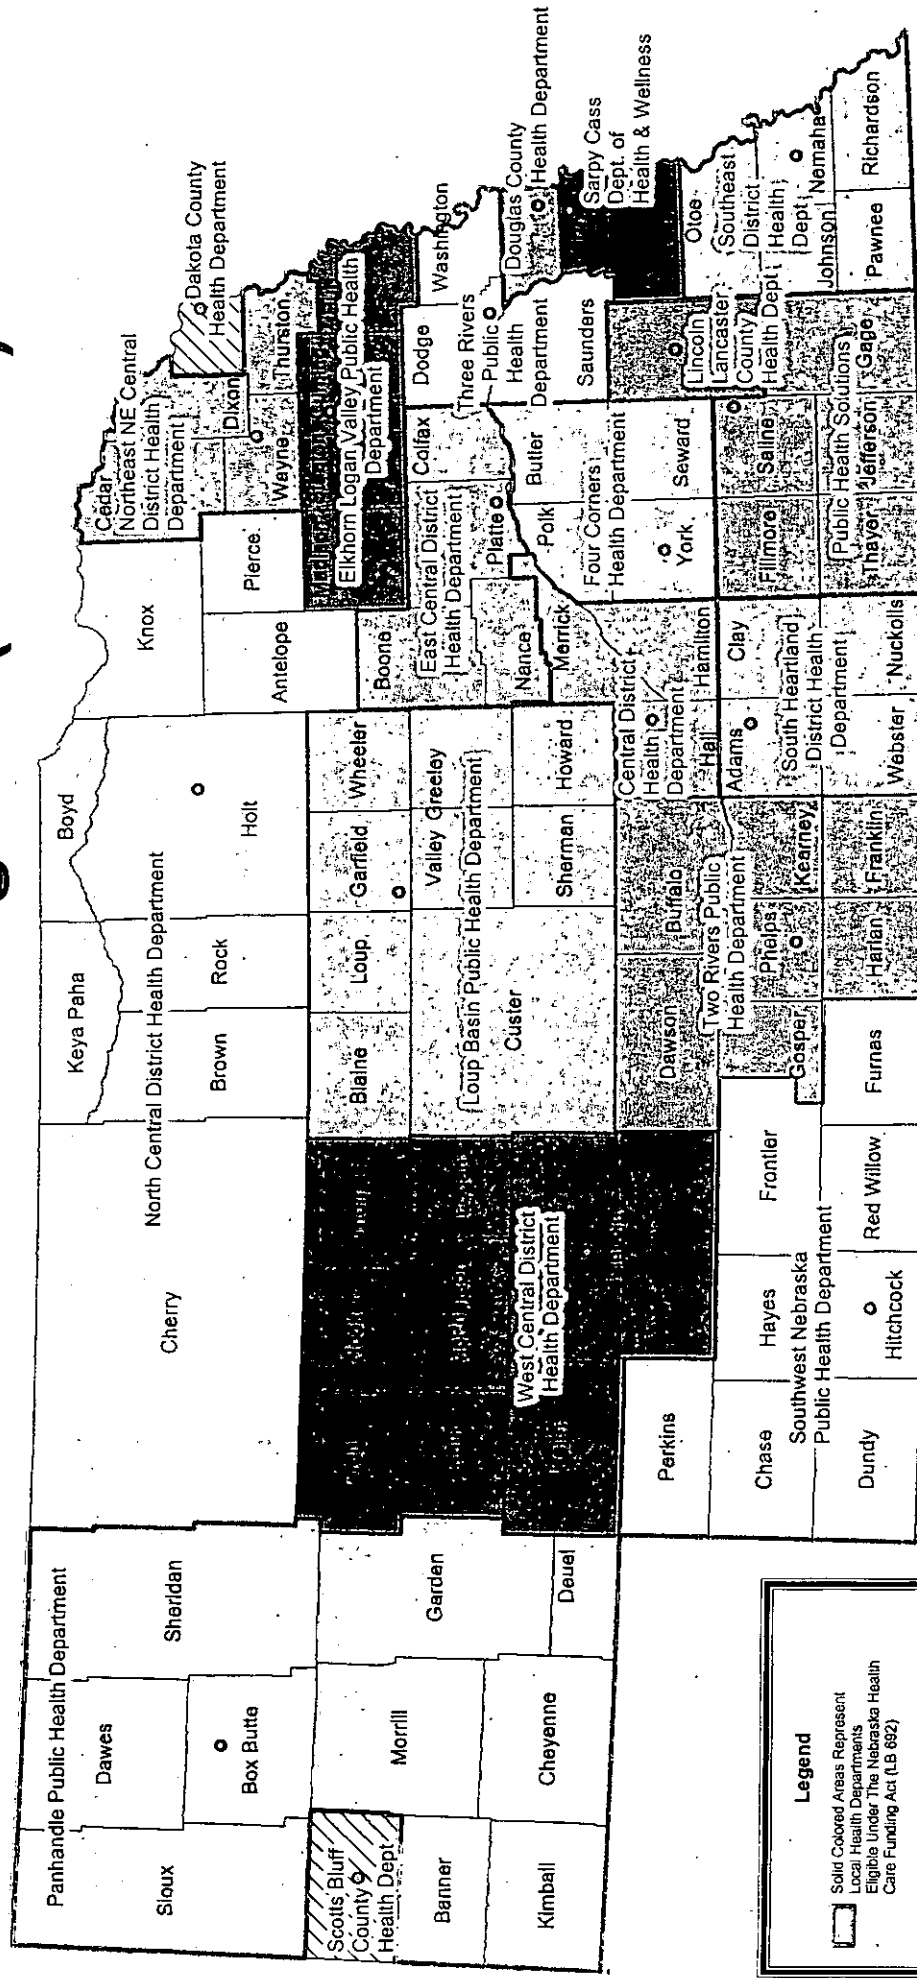 Panhandle Public Health Department
Sioux
Dawes
Sheridan
Box Butte
Scotts Bluff
County
Health Dept
Morrill
Garden
Banner
Kimball
Cheyenne
Deuel
Cherry
Keya Paha
Boyd
North Central District Health Department
Brown
Rock
Holt
Knox
Antelope
Pierce
Cedar
Northeast NE Central
District Health
Department
Dixon
Wayne
Thurston
Dakota County
Health Department
Elkhorn Logan Valley Public Health
Department
West Central District
Health Department
Blaine
Loup
Garfield
Wheeler
Loup Basin Public Health Department
Custer
Valley
Greeley
Sherman
Howard
Boone
East Central District
Health Department
Nance
Platte
Colfax
Dodge
Washington
Three Rivers
Public
Health
Department
Saunders
Douglas County
Health Department
Sarpy Cass
Dept. of
Health & Wellness
Butler
Polk
Four Corners
Health Department
York
Seward
Merrick
Central District
Health
Department
Hall
Hamilton
Lincoln
Lancaster
County
Health Dept
Otoe
Southeast
District
Health
Dept
Johnson
Nemaha
Pawnee
Richardson
Perkins
Chase
Hayes
Frontier
Southwest Nebraska
Public Health Department
Dundy
Hitchcock
Red Willow
Furnas
Dawson
Buffalo
Two Rivers Public
Health Department
Gosper
Phelps
Kearney
Harlan
Franklin
Adams
Clay
South Heartland
District Health
Department
Webster
Nuckolls
Fillmore
Saline
Public Health Solutions
Thayer
Jefferson
Gage
Legend
Solid Colored Areas Represent
Local Health Departments
Eligible Under The Nebraska Health
Care Funding Act (LB 692)